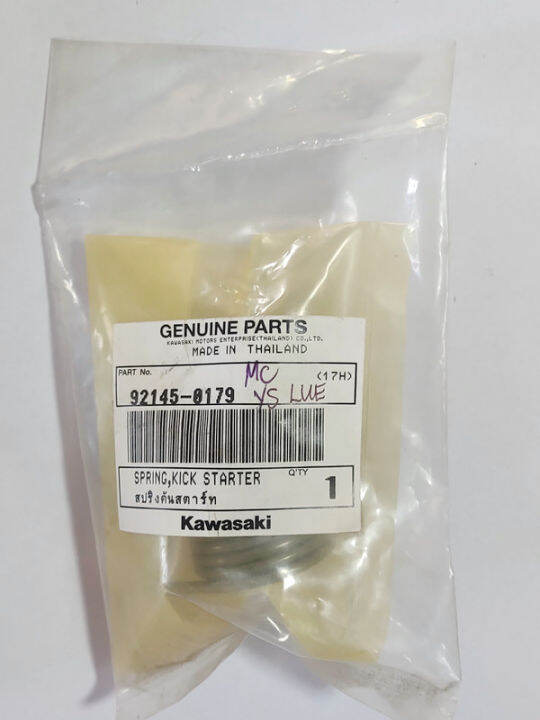 GENUINE PARTS
KAWASAKI MOTORS ENTERPRISE(THAILAND) CO.,LTD.
MADE IN THAILAND
PART No.
MC
(17H)
92145-0179
YS LUE
SPRING,KICK STARTER
Q'TY
1
สปริงคันสตาร์ท
Kawasaki